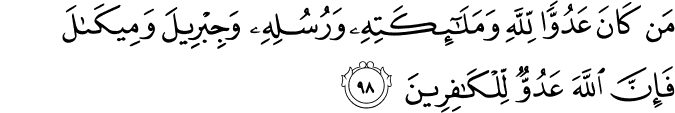 مَن كَانَ عَدُوًّا لِّلَّهِ وَمَلَـٰٓئِكَتِهِۦ وَرُسُلِهِۦ وَجِبْرِيلَ وَمِيكَىٰلَ
فَإِنَّ ٱللَّهَ عَدُوٌّ لِّلْكَـٰفِرِينَ ٩٨